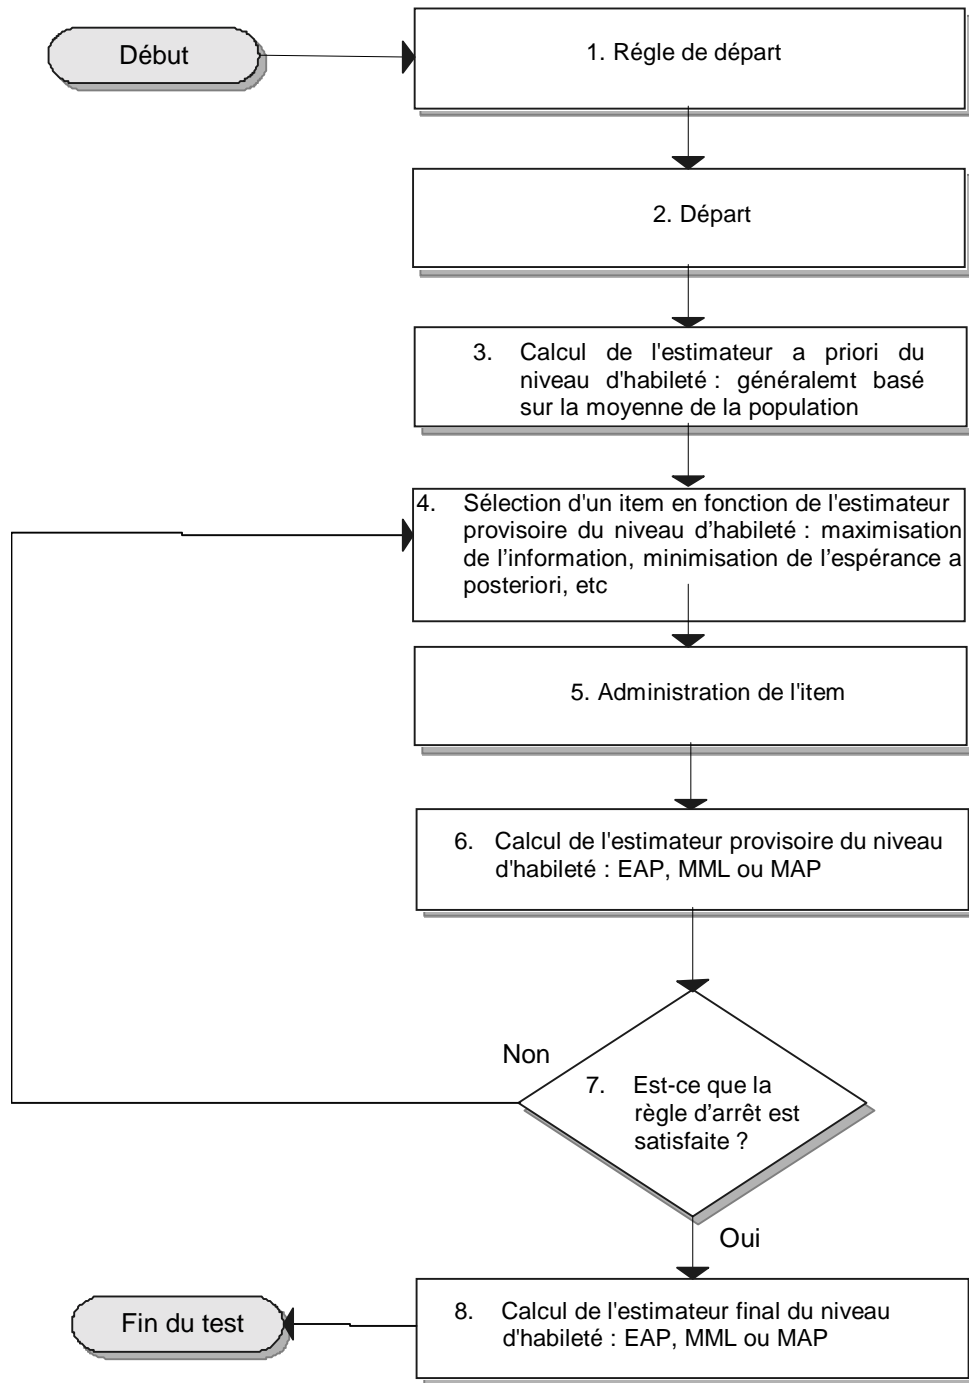 Début
1. Régle de départ
2. Départ
3. Calcul de l'estimateur a priori du
niveau d'habileté : généralemt basé
sur la moyenne de la population
4. Sélection d'un item en fonction de l'estimateur
provisoire du niveau d'habileté : maximisation
de l'information, minimisation de l'espérance a
posteriori, etc
5. Administration de l'item
6. Calcul de l'estimateur provisoire du niveau
d'habileté : EAP, MML ou MAP
Non
7. Est-ce que la
règle d'arrêt est
satisfaite ?
Oui
8. Calcul de l'estimateur final du niveau
d'habileté : EAP, MML ou MAP
Fin du test